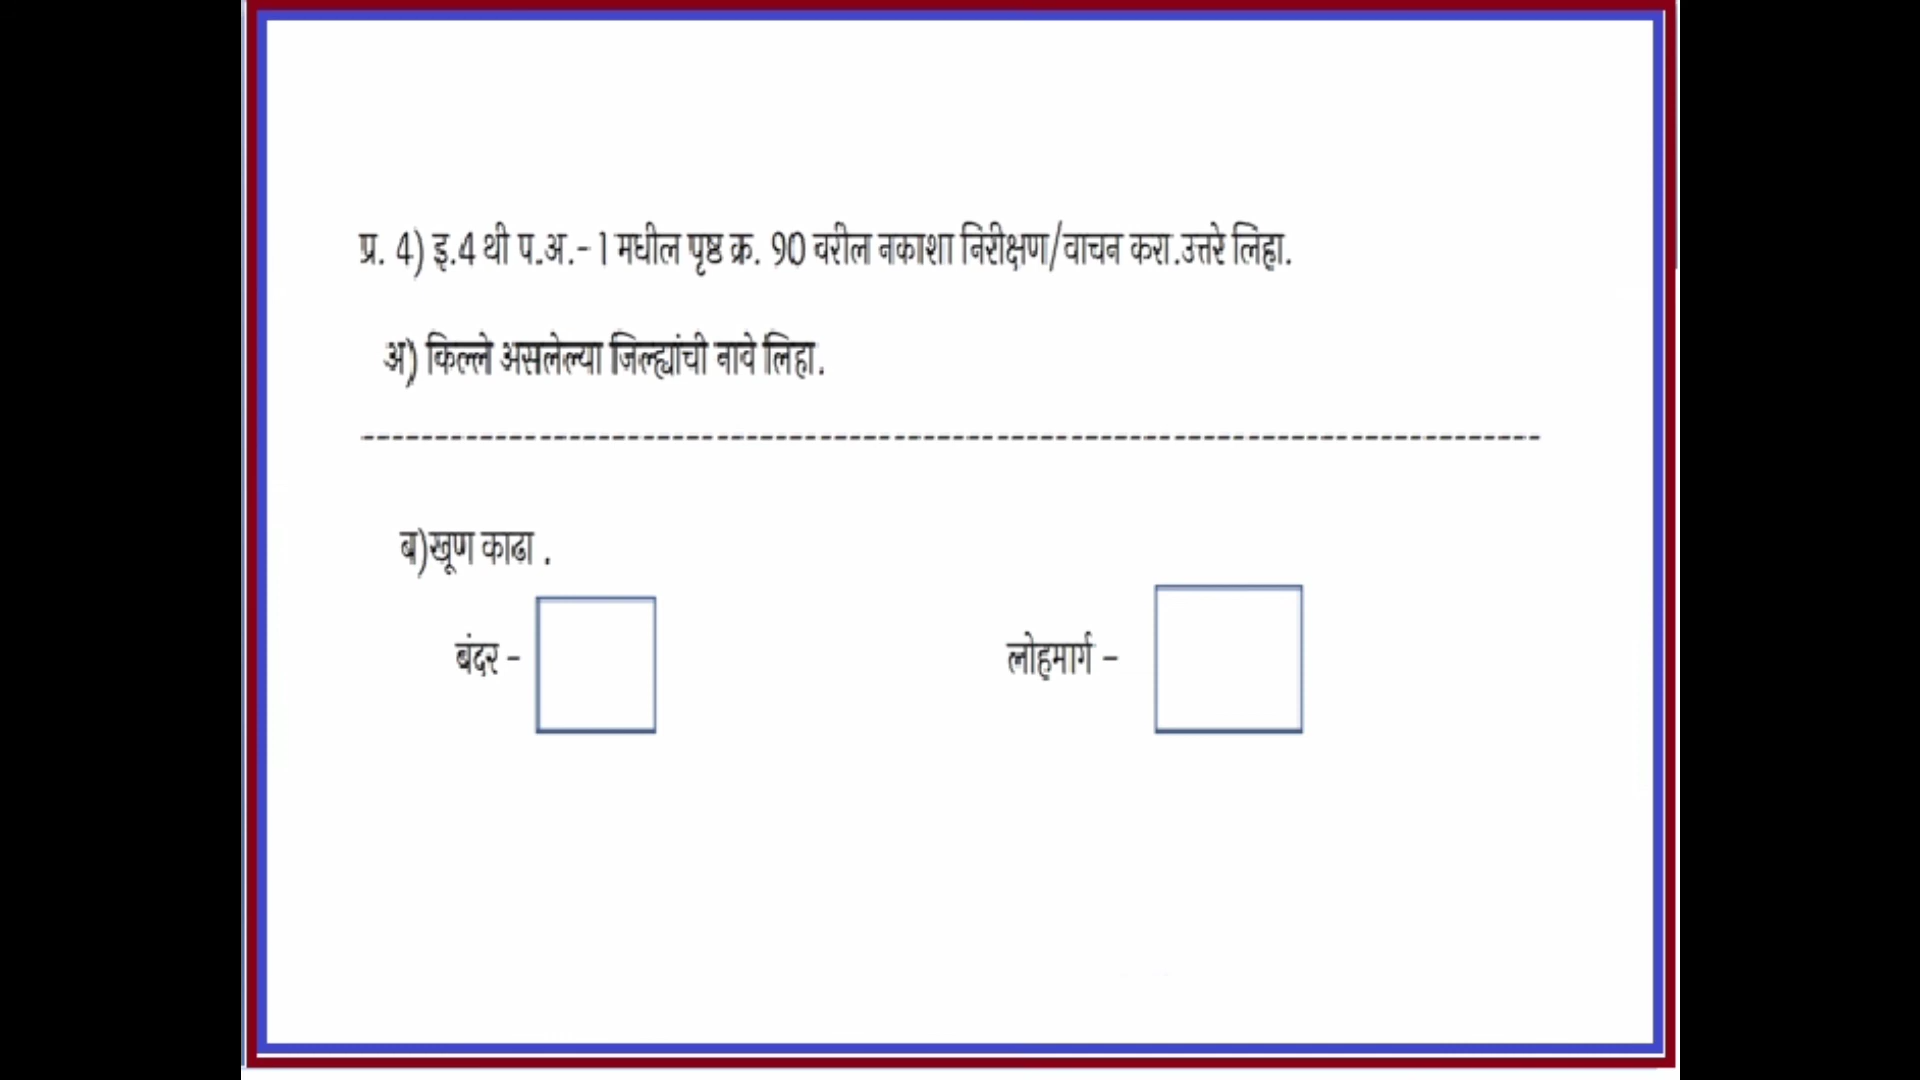 प्र. 4) इ.4 थी प.अ.- 1 मधील पृष्ठ क्र. 90 वरील नकाशा निरीक्षण/वाचन करा.उत्तरे लिहा.
अ) किल्ले असलेल्या जिल्ह्यांची नावे लिहा.
--------------------------------------------------------------------------------
ब)खूण काढा .
बंदर – लोहमार्ग –